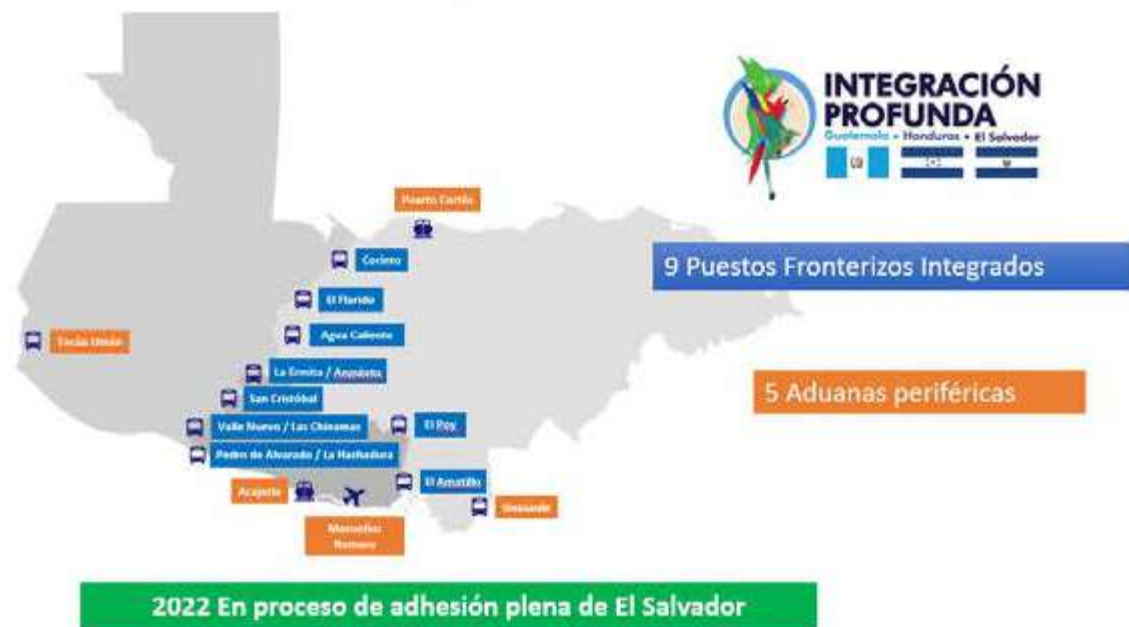 INTEGRACIÓN
PROFUNDA
Guatemala • Honduras • El Salvador
Puerto Cortés
Corinto
9 Puestos Fronterizos Integrados
El Florido
Agua Caliente
Tecún Umán
La Ermita / Anguiatú
5 Aduanas periféricas
San Cristóbal
Valle Nuevo / Las Chinamas
El Poy
Pedro de Alvarado / La Hachadura
El Amatillo
Acajutla
Guasaule
Monseñor
Romero
2022 En proceso de adhesión plena de El Salvador